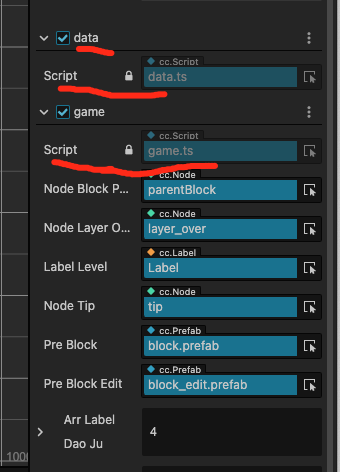 data
cc.Script
Script data.ts
game
cc.Script
Script game.ts
cc.Node
Node Block P... parentBlock
cc.Node
Node Layer O... layer_over
cc.Label
Label Level Label
cc.Node
Node Tip tip
cc.Prefab
Pre Block block.prefab
cc.Prefab
Pre Block Edit block_edit.prefab
Arr Label
Dao Ju 4
1000